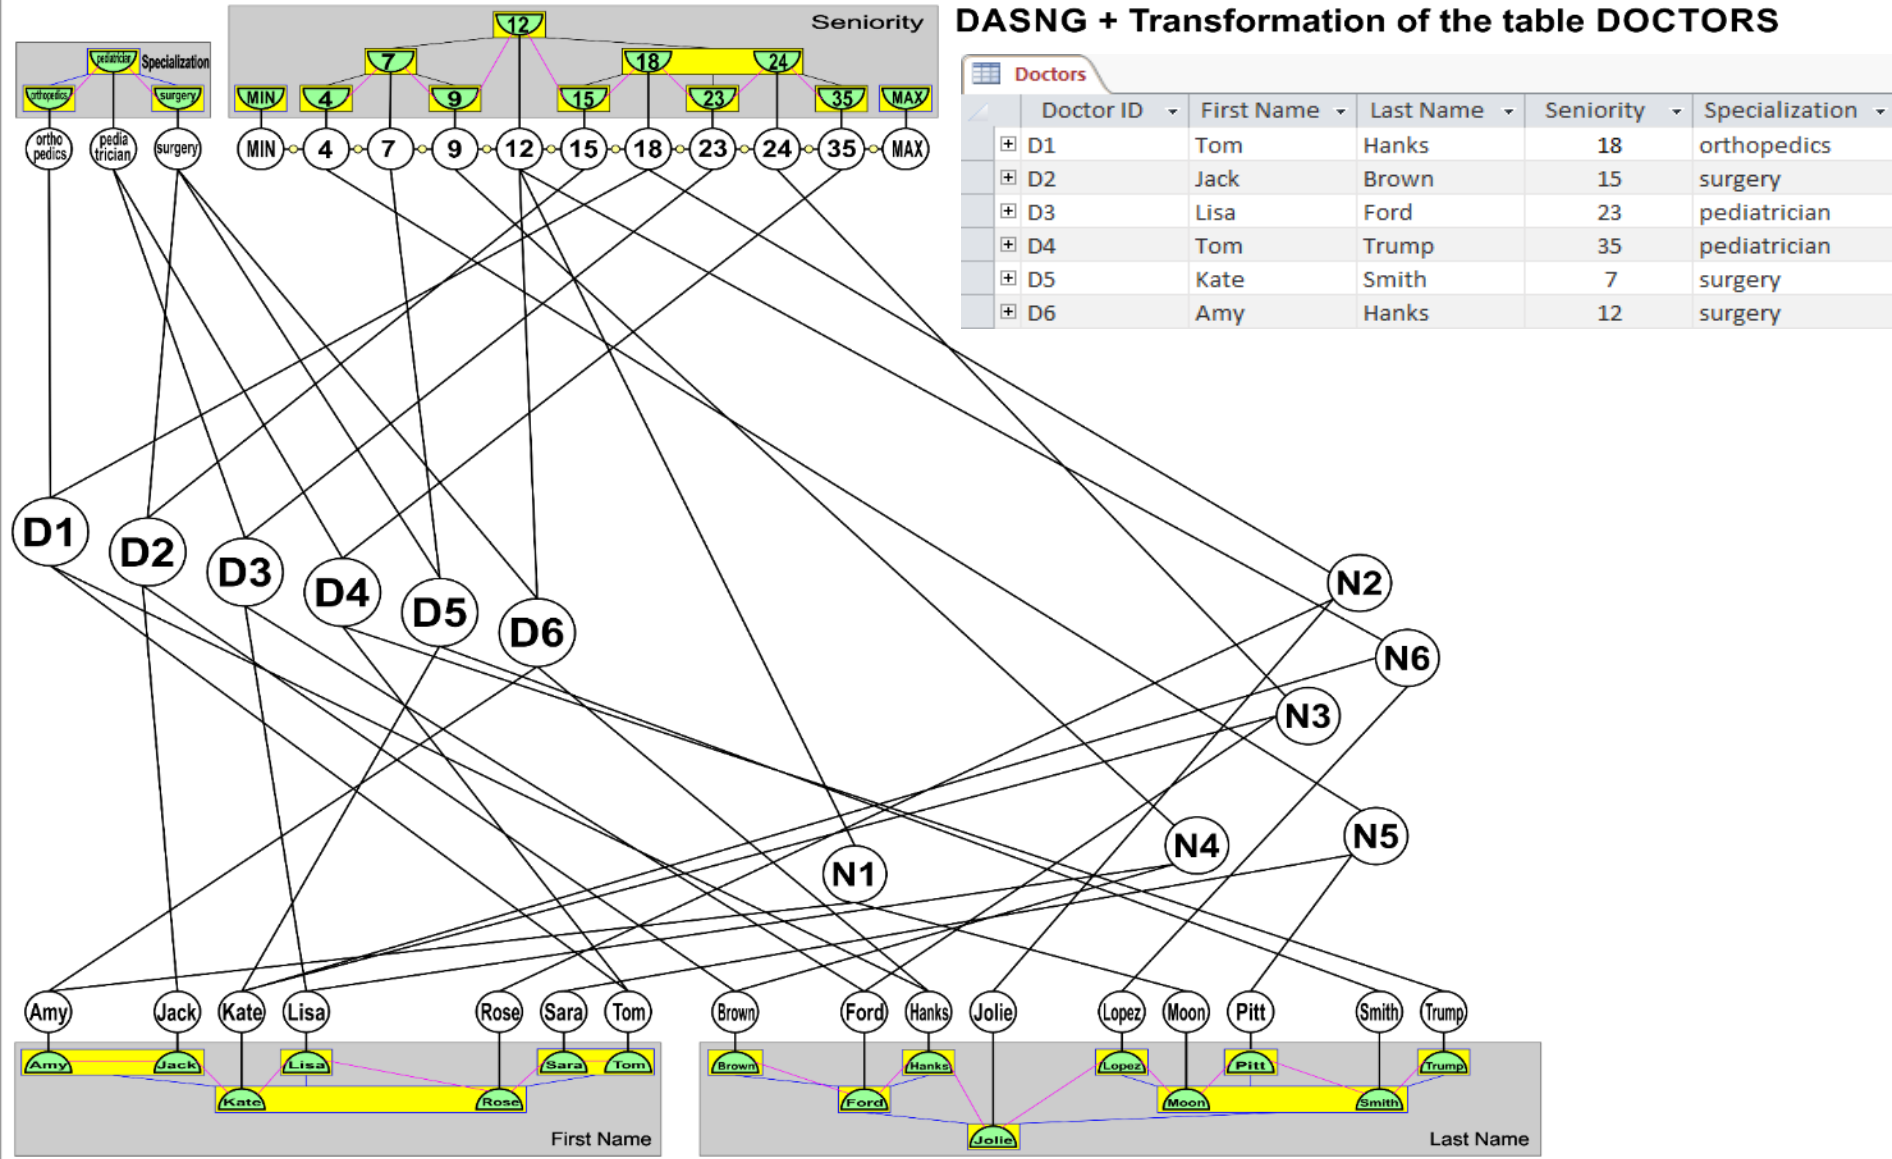 DASNG + Transformation of the table DOCTORS
Seniority
12
7 18 24
4 9 15 23 35
MIN MAX
pediatrician Specialization
orthopedics surgery
ortho pedics
pedia trician
surgery
MIN 4 7 9 12 15 18 23 24 35 MAX
Doctors
Doctor ID First Name Last Name Seniority Specialization
D1 Tom Hanks 18 orthopedics
D2 Jack Brown 15 surgery
D3 Lisa Ford 23 pediatrician
D4 Tom Trump 35 pediatrician
D5 Kate Smith 7 surgery
D6 Amy Hanks 12 surgery
D1 D2 D3 D4 D5 D6
N2
N6
N3
N5
N4
N1
Amy Jack Kate Lisa Rose Sara Tom
Brown Ford Hanks Jolie Lopez Moon Pitt Smith Trump
Amy Jack Lisa Sara Tom
Kate Rose
First Name
Brown Hanks Lopez Pitt Trump
Ford Moon Smith
Jolie
Last Name